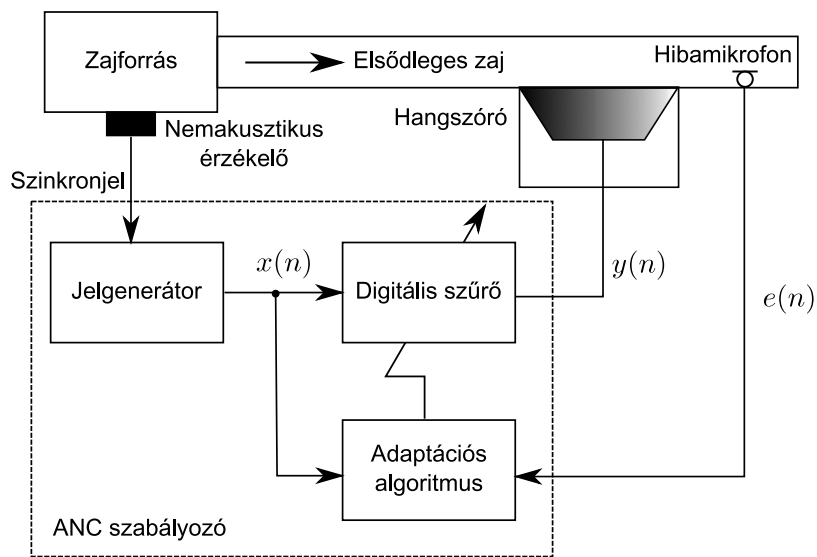 Zajforrás
Elsődleges zaj
Hibamikrofon
Hangszóró
Nemakusztikus
érzékelő
Szinkronjel
Jelgenerátor
x(n)
Digitális szűrő
y(n)
e(n)
Adaptációs
algoritmus
ANC szabályozó